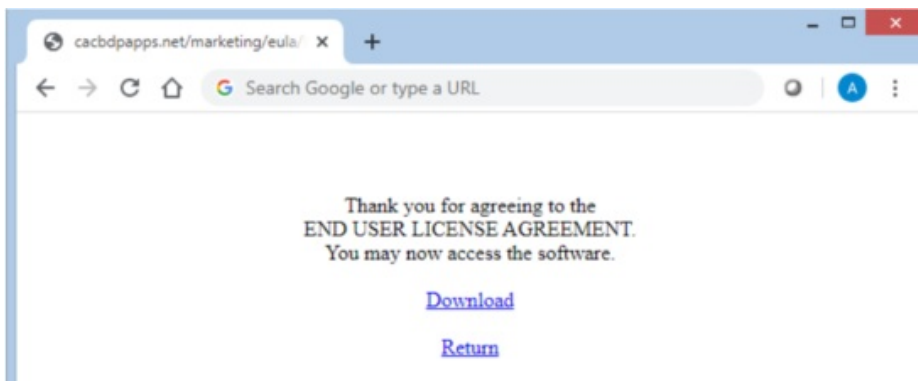 cacbdpapps.net/marketing/eula/
Search Google or type a URL
A
Thank you for agreeing to the
END USER LICENSE AGREEMENT.
You may now access the software.
Download
Return